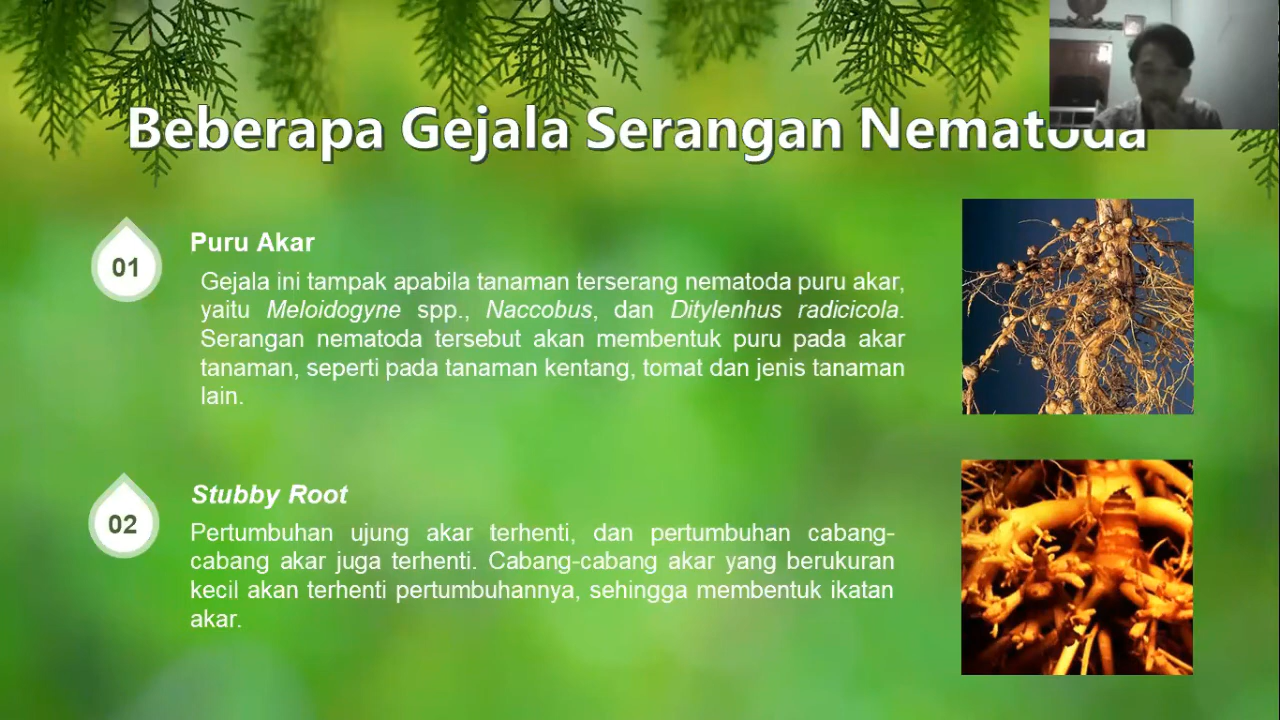 Beberapa Gejala Serangan Nematoda
01
Puru Akar
Gejala ini tampak apabila tanaman terserang nematoda puru akar,
yaitu Meloidogyne spp., Naccobus, dan Ditylenhus radicicola.
Serangan nematoda tersebut akan membentuk puru pada akar
tanaman, seperti pada tanaman kentang, tomat dan jenis tanaman
lain.
02
Stubby Root
Pertumbuhan ujung akar terhenti, dan pertumbuhan cabang-
cabang akar juga terhenti. Cabang-cabang akar yang berukuran
kecil akan terhenti pertumbuhannya, sehingga membentuk ikatan
akar.